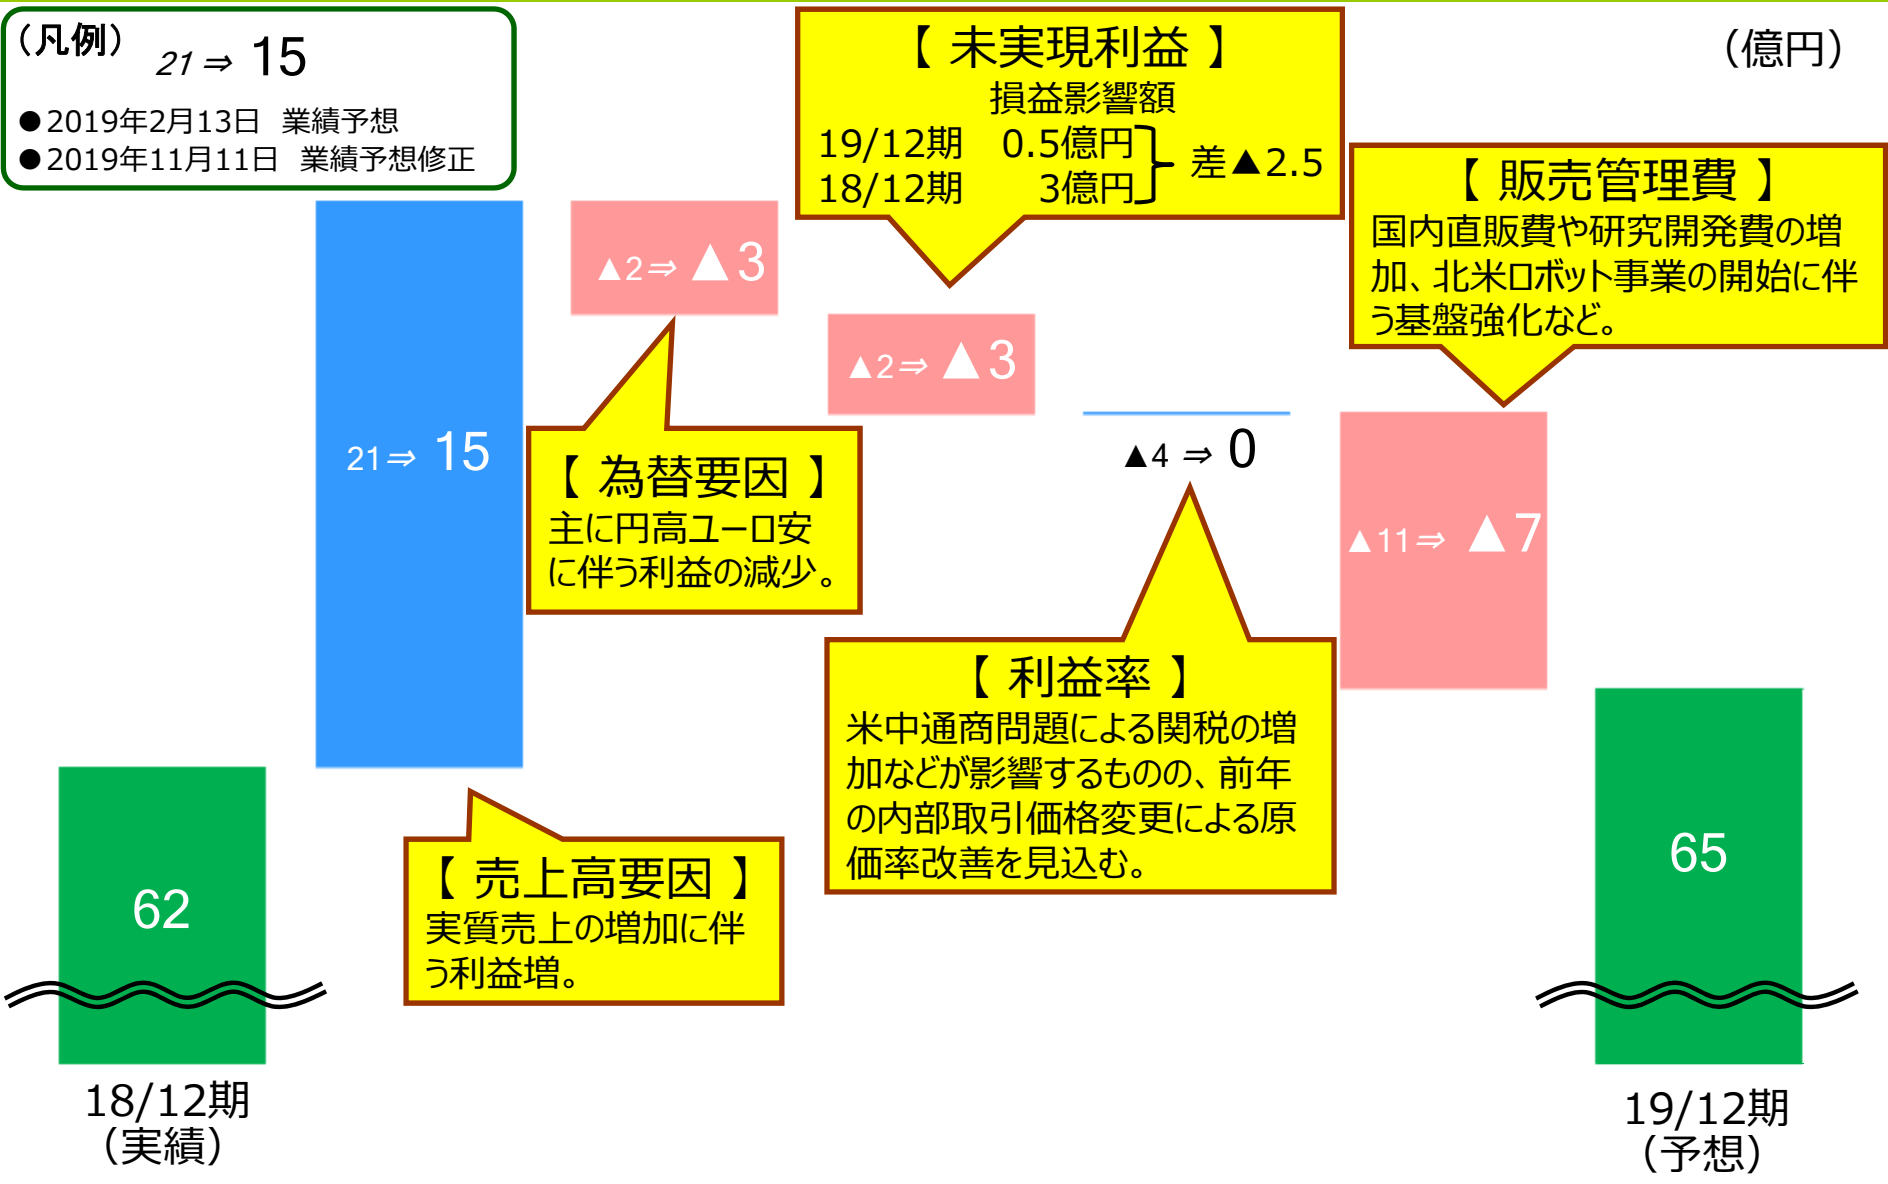 （凡例）
21⇒ 15
●2019年2月13日 業績予想
●2019年11月11日 業績予想修正
（億円）
【 未実現利益 】
損益影響額
19/12期 0.5億円
18/12期 3億円
差▲2.5
【 販売管理費 】
国内直販費や研究開発費の増
加、北米ロボット事業の開始に伴
う基盤強化など。
▲2⇒ ▲3
▲2⇒ ▲3
21⇒ 15
▲4 ⇒ 0
▲11⇒ ▲7
【 為替要因 】
主に円高ユーロ安
に伴う利益の減少。
【 利益率 】
米中通商問題による関税の増
加などが影響するものの、前年
の内部取引価格変更による原
価率改善を見込む。
【 売上高要因 】
実質売上の増加に伴
う利益増。
62
65
18/12期
（実績）
19/12期
（予想）